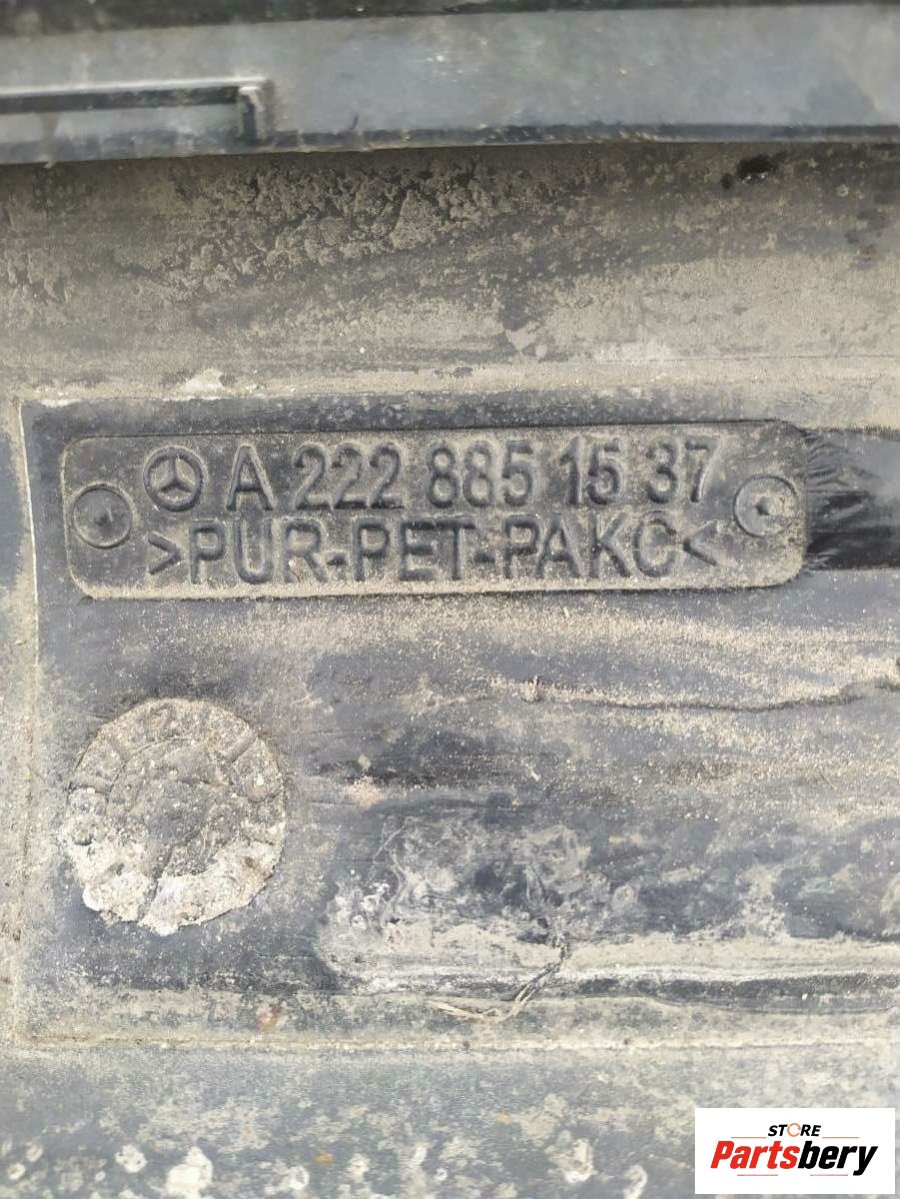 A 222 885 15 37
>PUR-PET-PAKC<
STORE
Partsbery